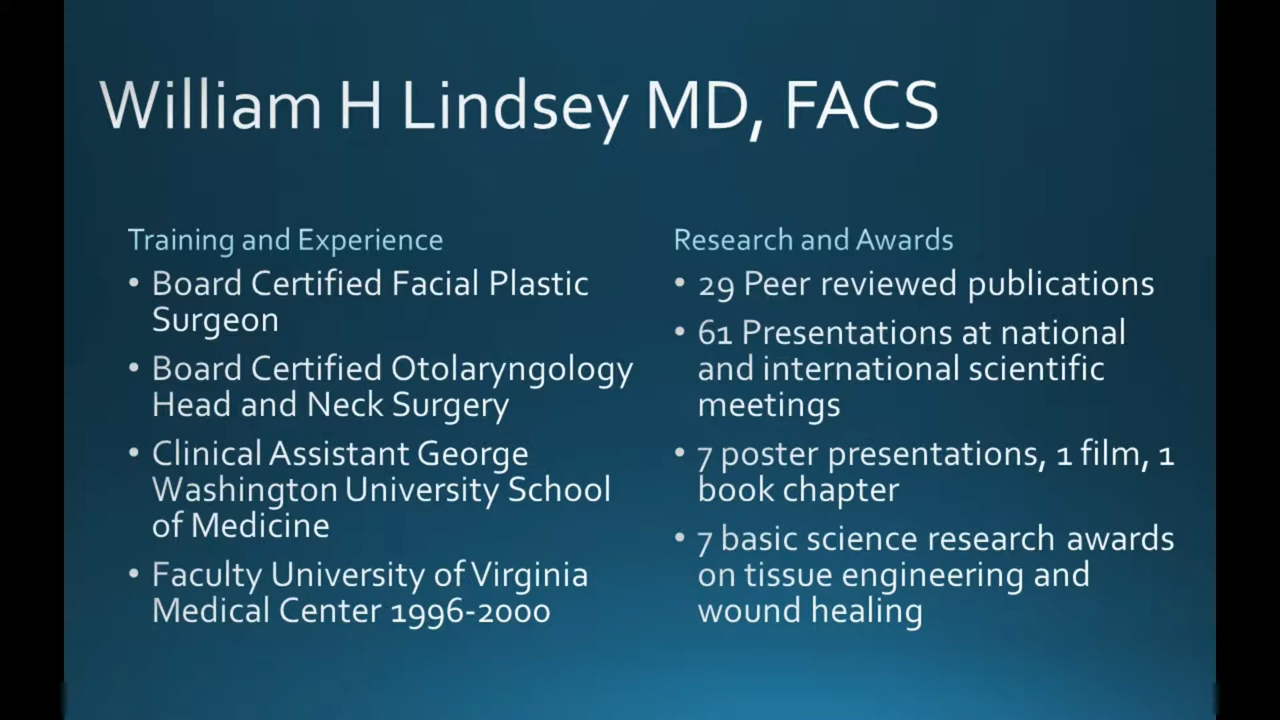 William H Lindsey MD, FACS
Training and Experience
• Board Certified Facial Plastic
Surgeon
• Board Certified Otolaryngology
Head and Neck Surgery
• Clinical Assistant George
Washington University School
of Medicine
• Faculty University of Virginia
Medical Center 1996-2000
Research and Awards
• 29 Peer reviewed publications
• 61 Presentations at national
and international scientific
meetings
• 7 poster presentations, 1 film, 1
book chapter
• 7 basic science research awards
on tissue engineering and
wound healing